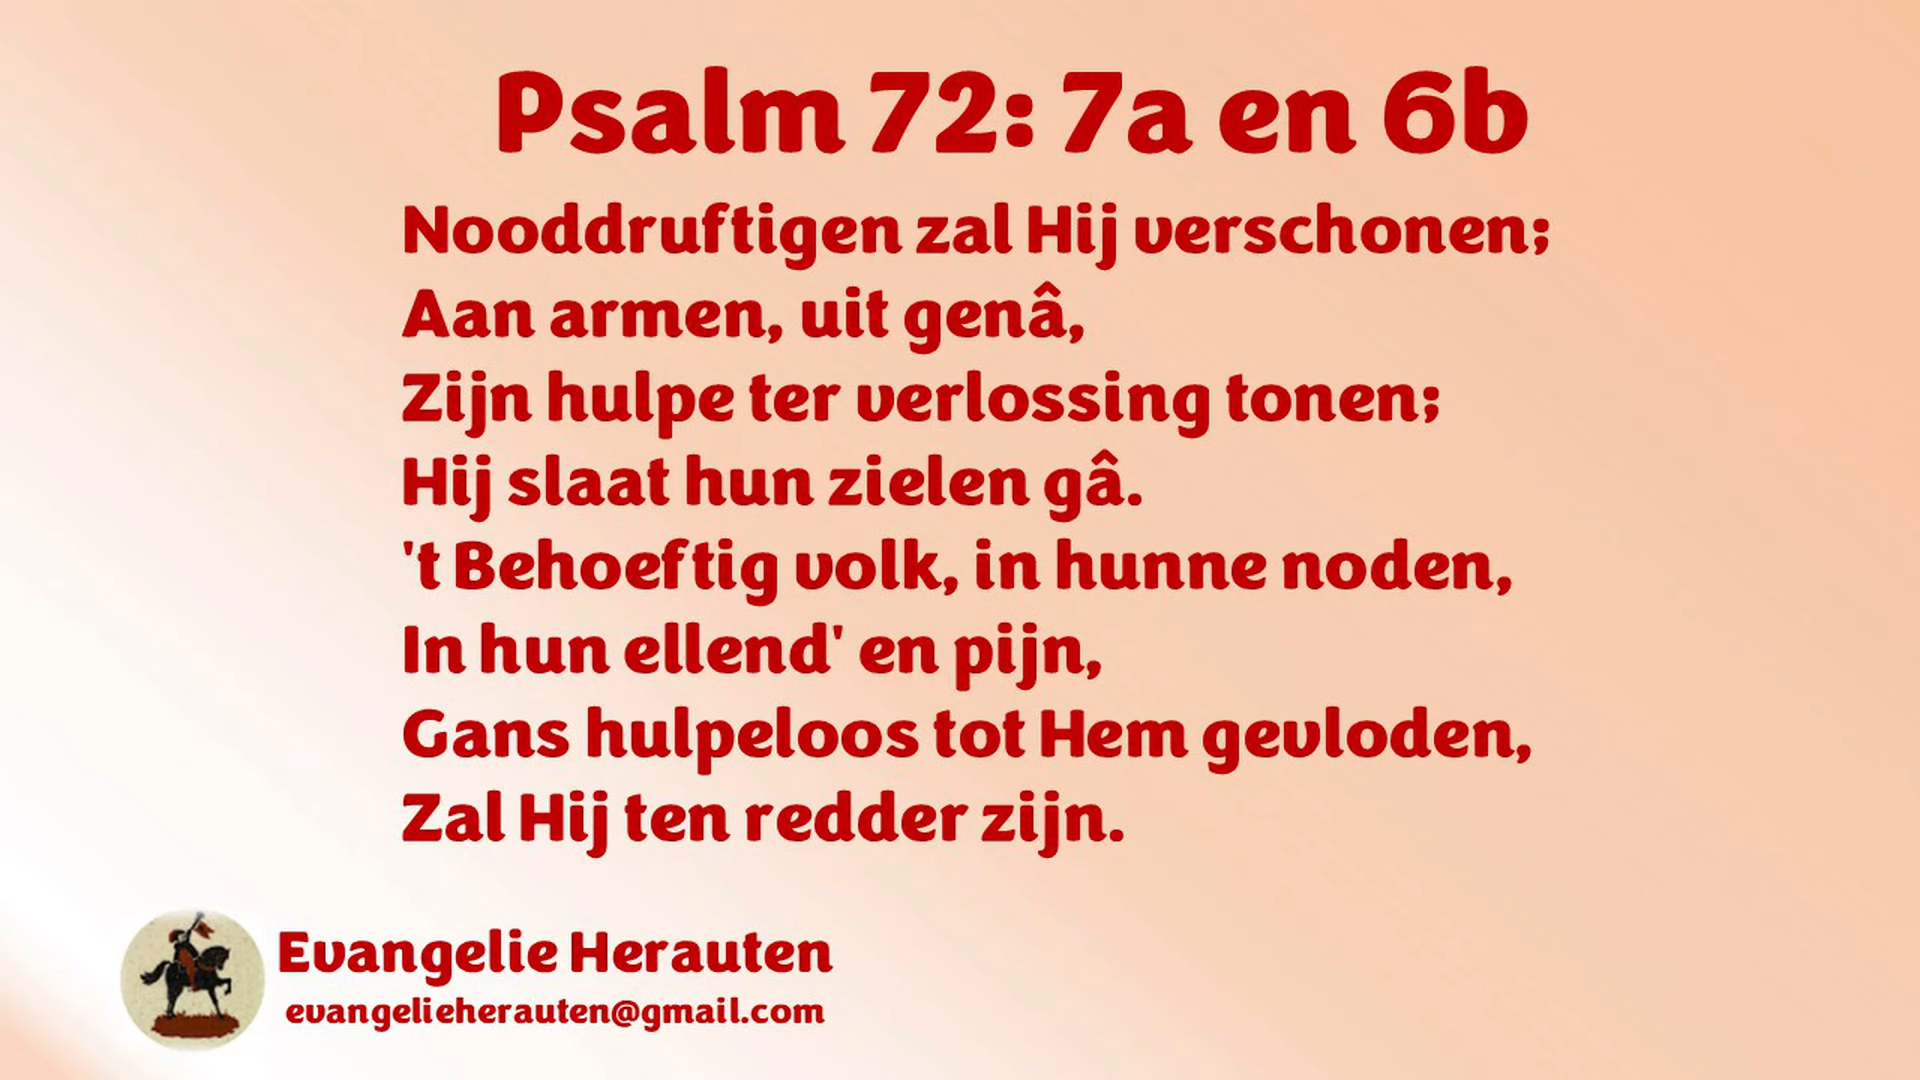 Psalm 72: 7a en 6b
Nooddruftigen zal Hij verschonen;
Aan armen, uit genâ,
Zijn hulpe ter verlossing tonen;
Hij slaat hun zielen gâ.
't Behoeftig volk, in hunne noden,
In hun ellend' en pijn,
Gans hulpeloos tot Hem gevloden,
Zal Hij ten redder zijn.
Evangelie Herauten
evangelieherauten@gmail.com